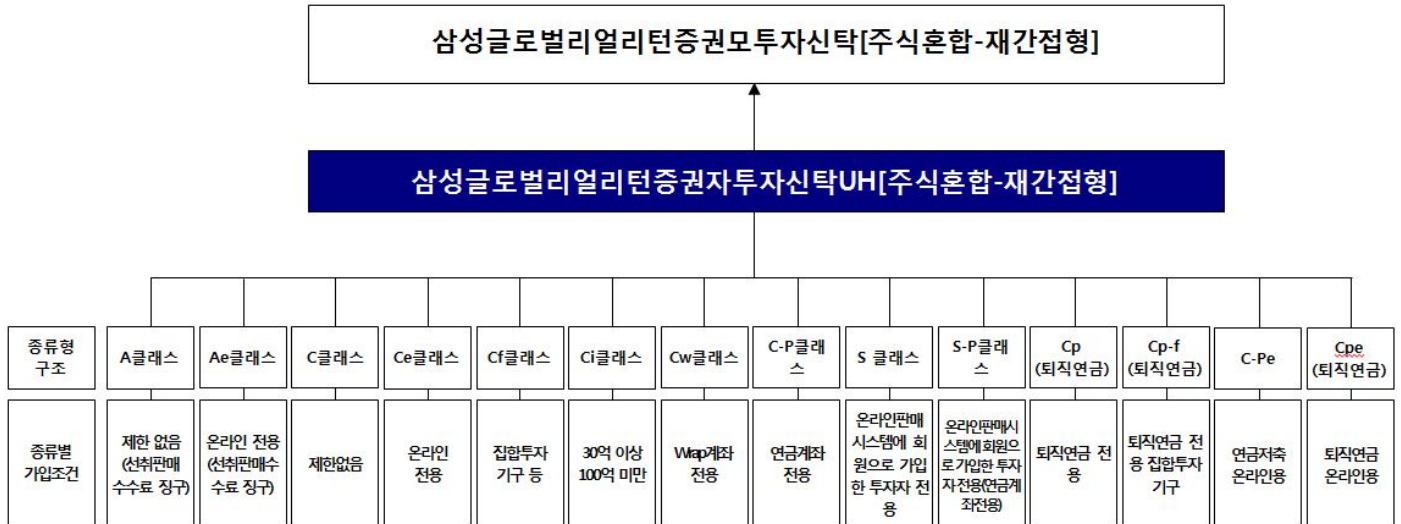 삼성글로벌리얼리턴증권모투자신탁[주식혼합-재간접형]
삼성글로벌리얼리턴증권자투자신탁UH[주식혼합-재간접형]
종류형
구조
A클래스
Ae클래스
C클래스
Ce클래스
Cf클래스
Ci클래스
Cw클래스
C-P클래
스
S 클래스
S-P클래
스
Cp
(퇴직연금)
Cp-f
(퇴직연금)
C-Pe
Cpe
(퇴직연금)
종류별
가입조건
제한 없음
(선취판매
수수료 징구)
온라인 전용
(선취판매수
수료 징구)
제한없음
온라인
전용
집합투자
기구 등
30억 이상
100억 미만
Wrap계좌
전용
연금계좌
전용
온라인판매
시스템에 회
원으로 가입
한 투자자 전
용
온라인판매시
스템에 회원으
로 가입한 투자
자 전용(연금계
좌전용)
퇴직연금 전
용
퇴직연금 전
용 집합투자
기구
연금저축
온라인용
퇴직연금
온라인용